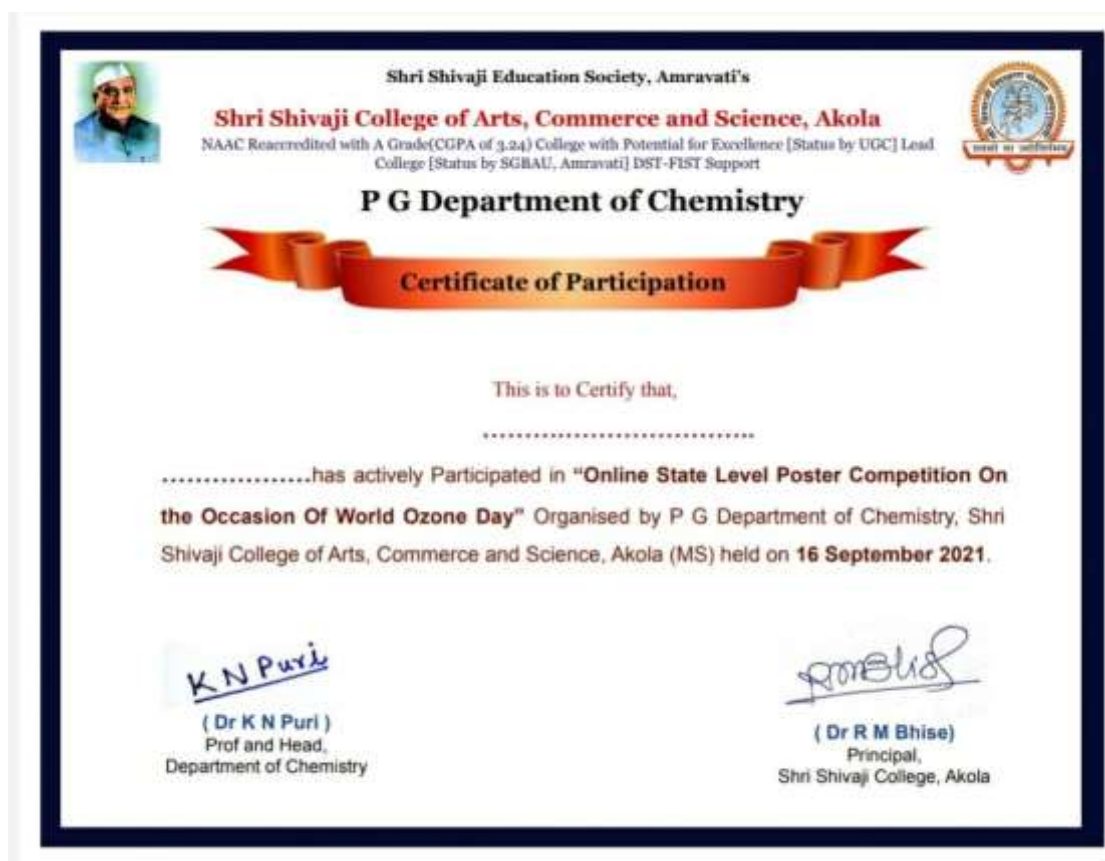 Shri Shivaji Education Society, Amravati's
Shri Shivaji College of Arts, Commerce and Science, Akola
NAAC Reaccredited with A Grade(CGPA of 3.24) College with Potential for Excellence [Status by UGC] Lead
College [Status by SGBAU, Amravati] DST-FIST Support
P G Department of Chemistry
Certificate of Participation
This is to Certify that,
.................................
..................has actively Participated in "Online State Level Poster Competition On
the Occasion Of World Ozone Day" Organised by P G Department of Chemistry, Shri
Shivaji College of Arts, Commerce and Science, Akola (MS) held on 16 September 2021.
K N Puri
( Dr K N Puri )
Prof and Head,
Department of Chemistry
( Dr R M Bhise)
Principal,
Shri Shivaji College, Akola